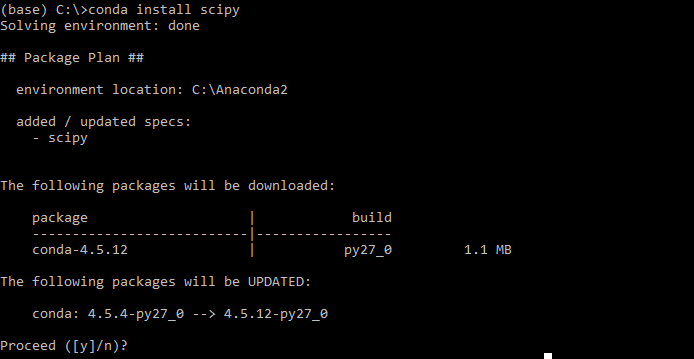 (base) C:\>conda install scipy
Solving environment: done
## Package Plan ##
environment location: C:\Anaconda2
added / updated specs:
- scipy
The following packages will be downloaded:
package | build
---------------------------|-----------------
conda-4.5.12 | py27_0 1.1 MB
The following packages will be UPDATED:
conda: 4.5.4-py27_0 --> 4.5.12-py27_0
Proceed ([y]/n)?